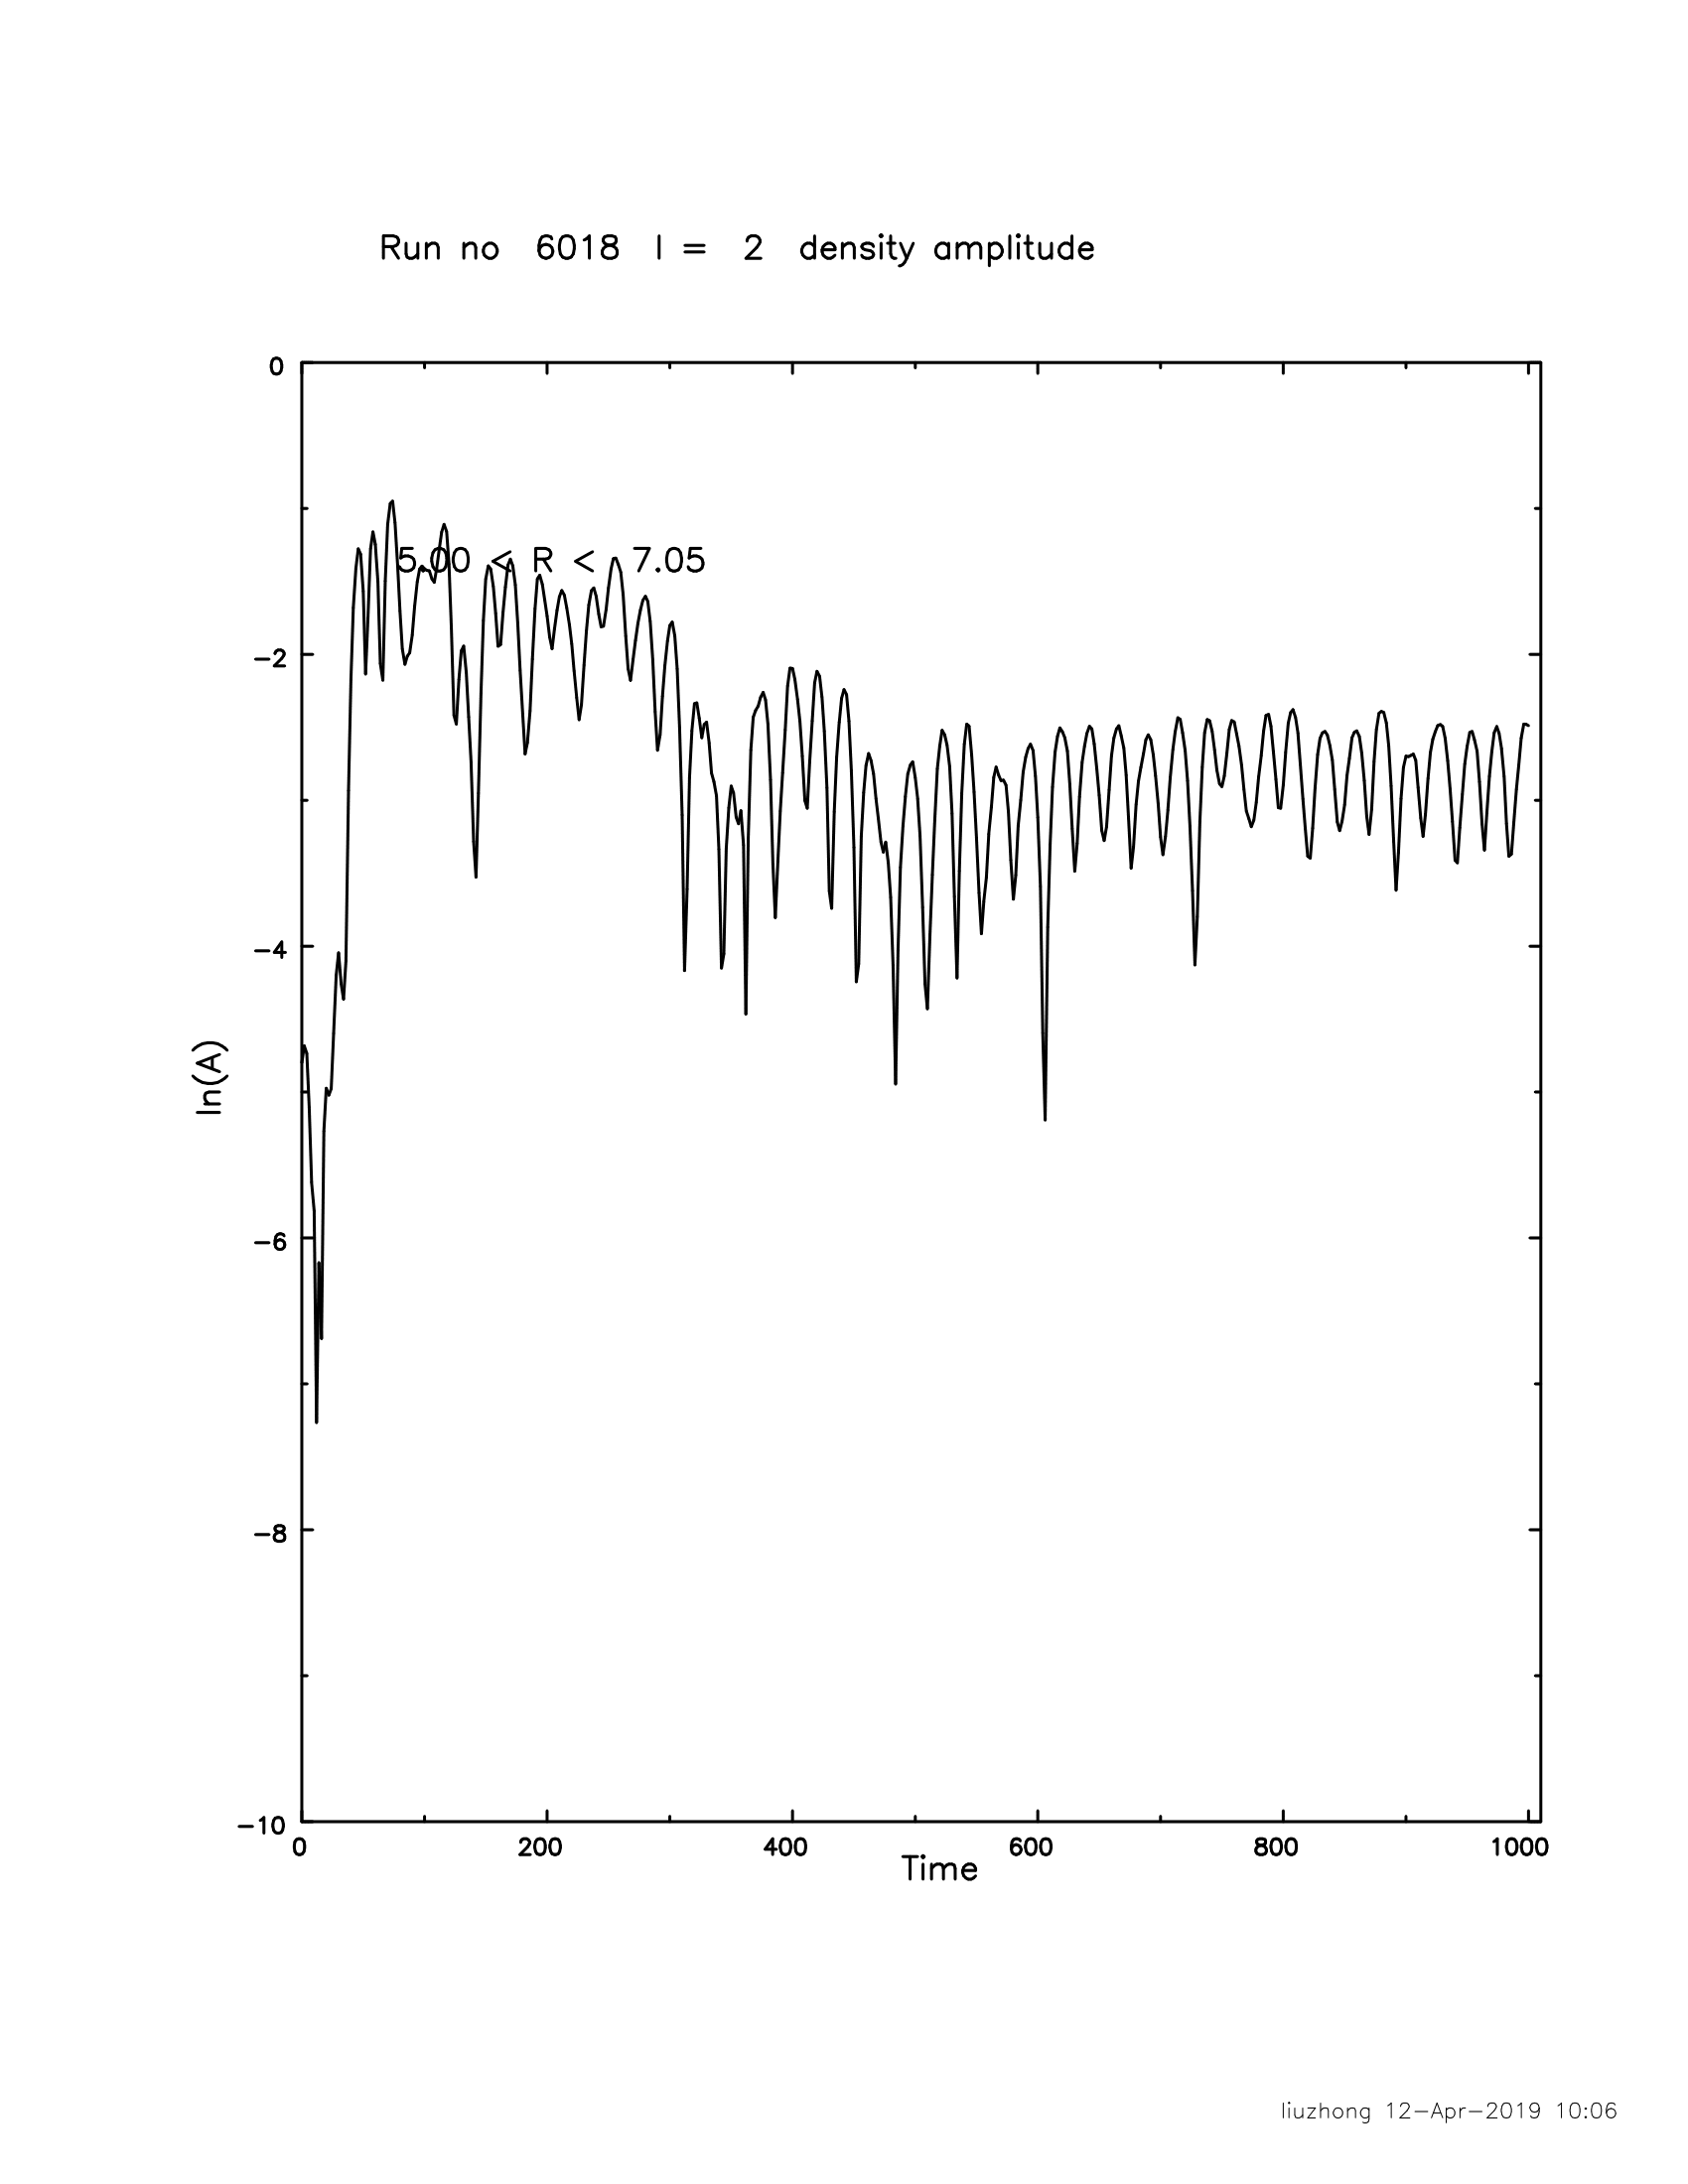 Run no 6018 l = 2 density amplitude
0
5.00 < R < 7.05
−2
−4
ln(A)
−6
−8
−10
0 200 400 600 800 1000
Time
liuzhong 12−Apr−2019 10:06